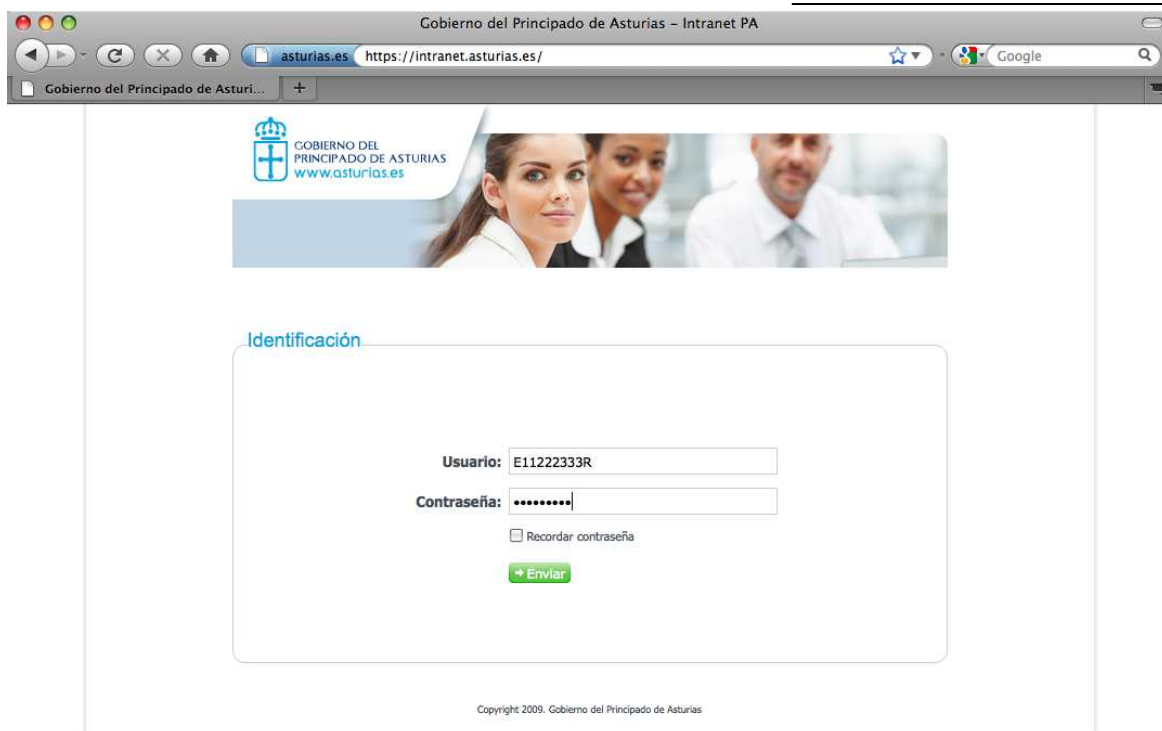 Gobierno del Principado de Asturias – Intranet PA
asturias.es https://intranet.asturias.es/ Google
Gobierno del Principado de Asturi... +
GOBIERNO DEL
PRINCIPADO DE ASTURIAS
www.asturias.es
Identificación
Usuario: E11222333R
Contraseña: •••••••••
Recordar contraseña
Enviar
Copyright 2009. Gobierno del Principado de Asturias